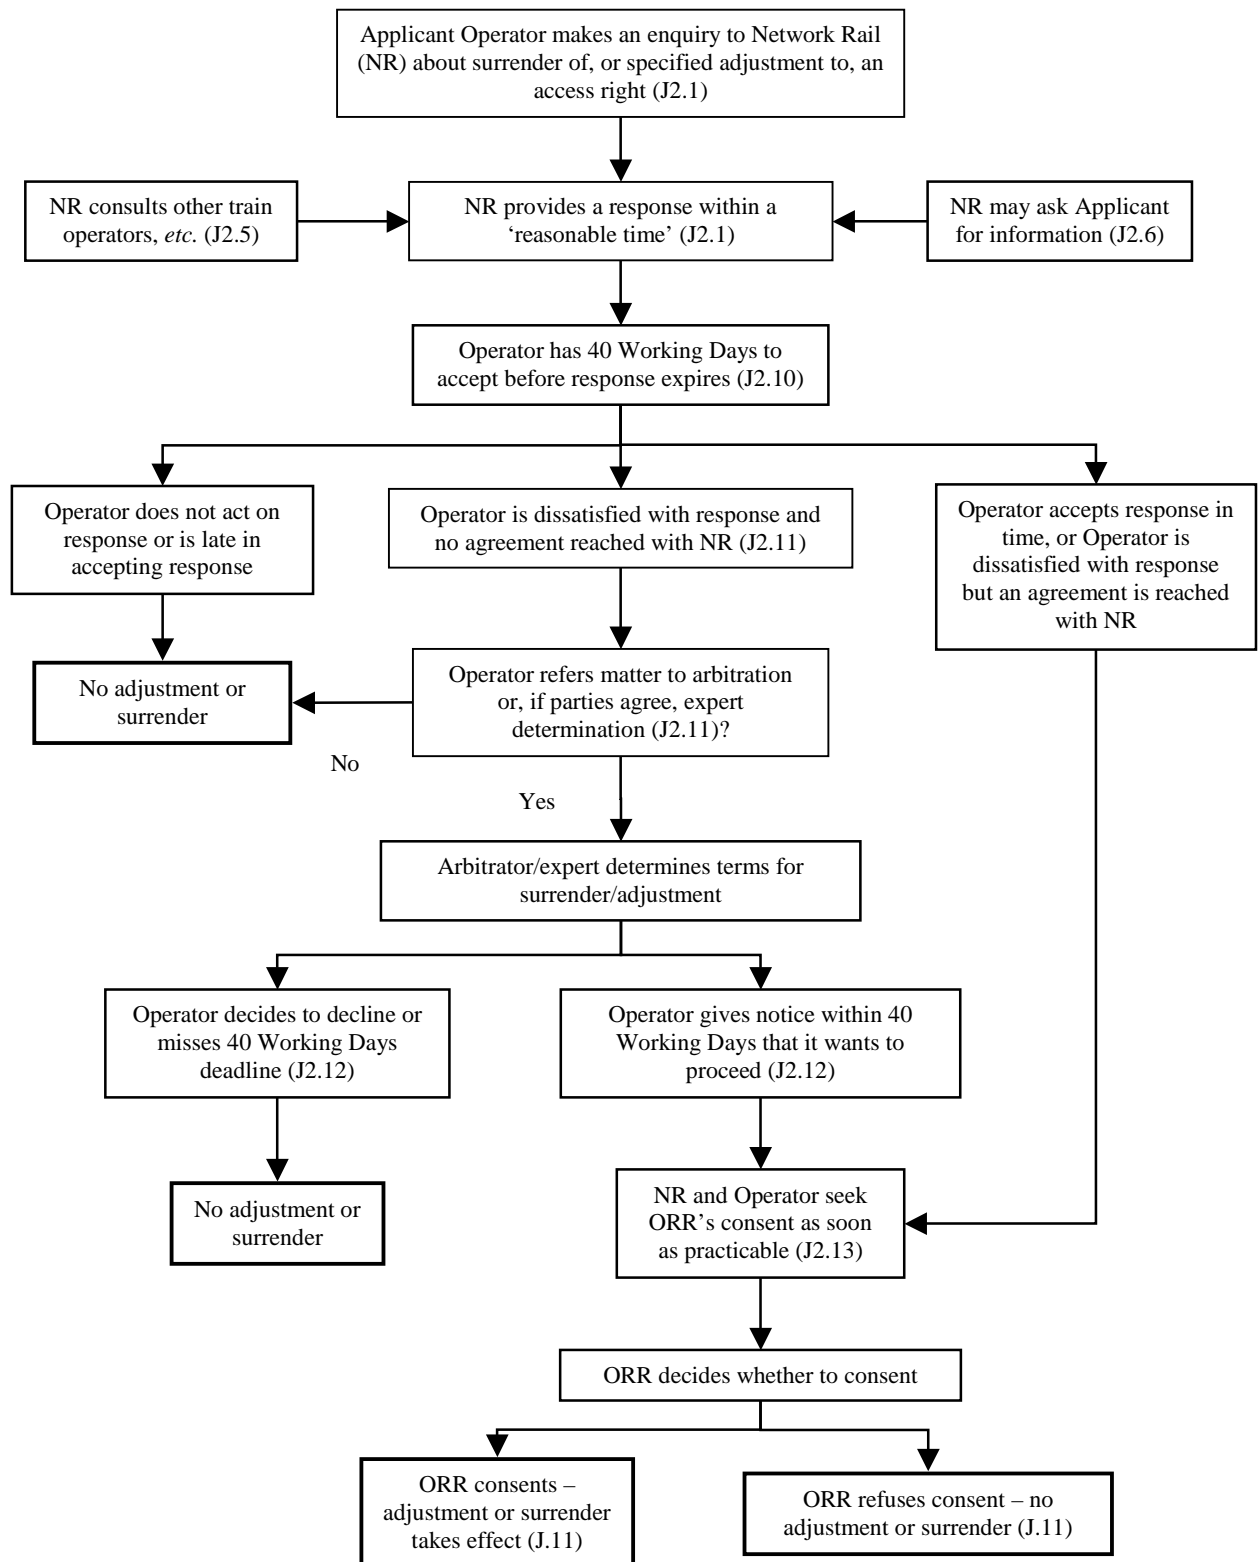 Applicant Operator makes an enquiry to Network Rail
(NR) about surrender of, or specified adjustment to, an
access right (J2.1)
NR consults other train
operators, etc. (J2.5)
NR provides a response within a
‘reasonable time’ (J2.1)
NR may ask Applicant
for information (J2.6)
Operator has 40 Working Days to
accept before response expires (J2.10)
Operator does not act on
response or is late in
accepting response
Operator is dissatisfied with response and
no agreement reached with NR (J2.11)
Operator accepts response in
time, or Operator is
dissatisfied with response
but an agreement is reached
with NR
No adjustment or
surrender
Operator refers matter to arbitration
or, if parties agree, expert
determination (J2.11)?
No
Yes
Arbitrator/expert determines terms for
surrender/adjustment
Operator decides to decline or
misses 40 Working Days
deadline (J2.12)
Operator gives notice within 40
Working Days that it wants to
proceed (J2.12)
No adjustment or
surrender
NR and Operator seek
ORR’s consent as soon
as practicable (J2.13)
ORR decides whether to consent
ORR consents –
adjustment or surrender
takes effect (J.11)
ORR refuses consent – no
adjustment or surrender (J.11)